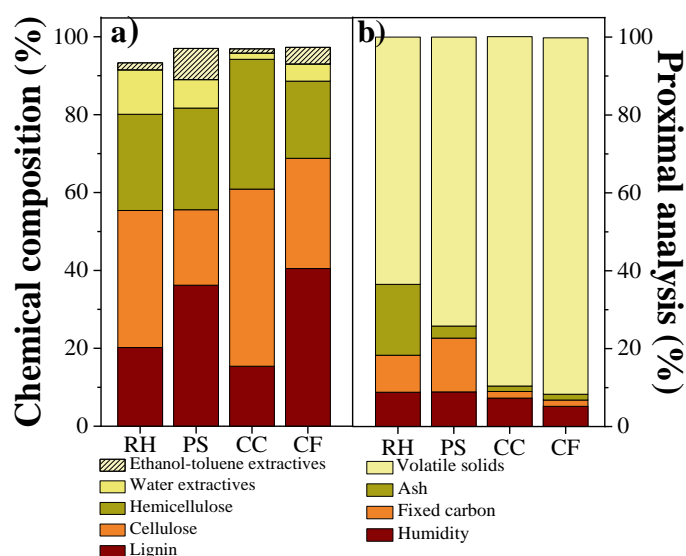 a)
b)
Chemical composition (%)
100
80
60
40
20
0
RH PS CC CF
Ethanol-toluene extractives
Water extractives
Hemicellulose
Cellulose
Lignin
Proximal analysis (%)
100
80
60
40
20
0
RH PS CC CF
Volatile solids
Ash
Fixed carbon
Humidity